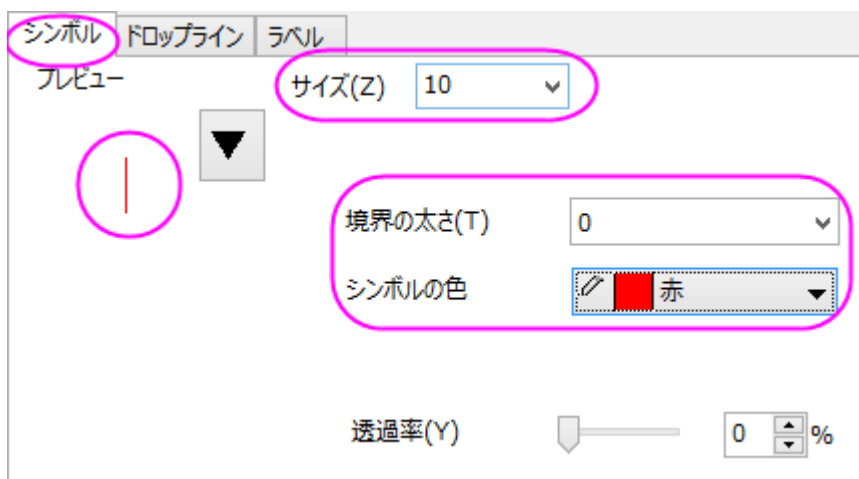 シンボル ドロップライン ラベル
プレビュー サイズ(Z) 10
境界の太さ(T) 0
シンボルの色 赤
透過率(Y) 0 %